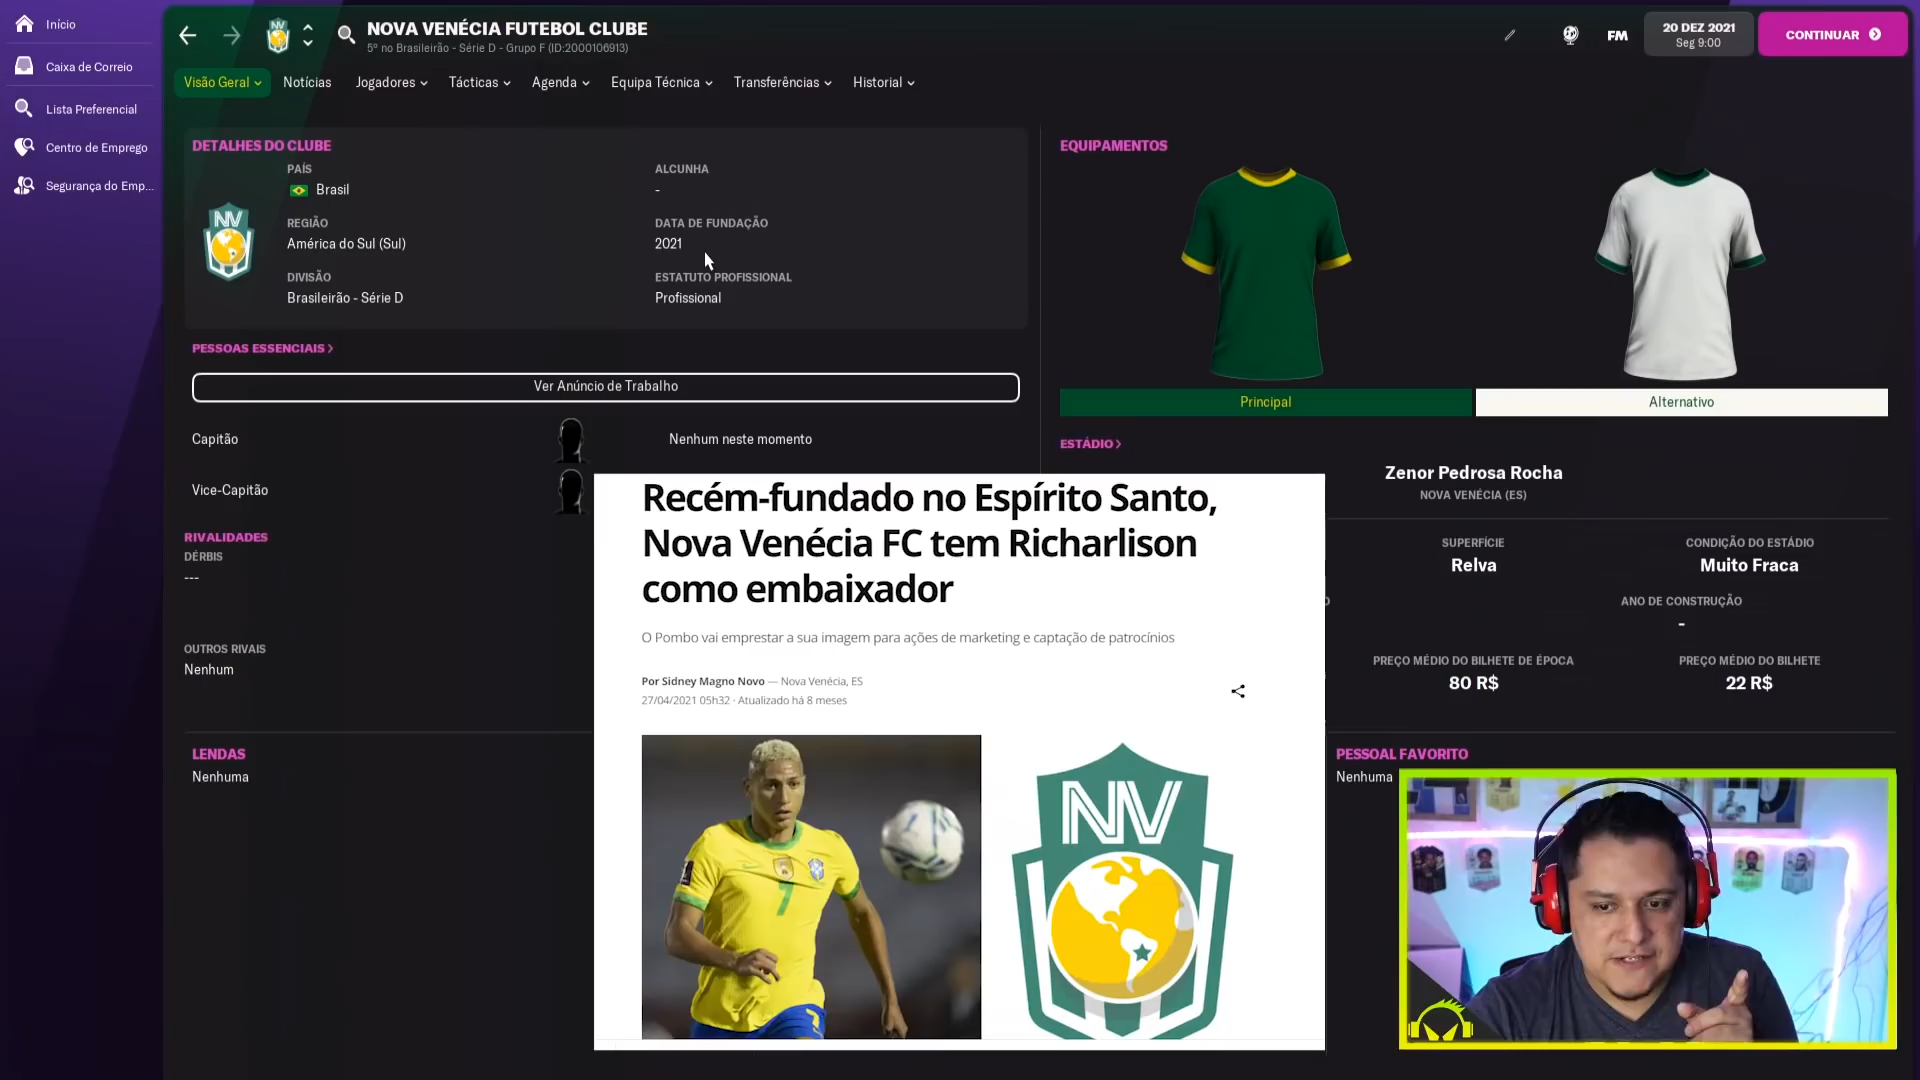 Início
Caixa de Correio
Lista Preferencial
Centro de Emprego
Segurança do Emp...
NOVA VENÉCIA FUTEBOL CLUBE
5º no Brasileirão - Série D - Grupo F (ID:2000106913)
FM
20 DEZ 2021
Seg 9:00
CONTINUAR
Visão Geral
Notícias
Jogadores
Tácticas
Agenda
Equipa Técnica
Transferências
Historial
DETALHES DO CLUBE
PAÍS
Brasil
ALCUNHA
-
REGIÃO
América do Sul (Sul)
DATA DE FUNDAÇÃO
2021
DIVISÃO
Brasileirão - Série D
ESTATUTO PROFISSIONAL
Profissional
NV
PESSOAS ESSENCIAIS
Ver Anúncio de Trabalho
Capitão
Nenhum neste momento
Vice-Capitão
RIVALIDADES
DÉRBIS
---
OUTROS RIVAIS
Nenhum
LENDAS
Nenhuma
EQUIPAMENTOS
Principal
Alternativo
ESTÁDIO
Zenor Pedrosa Rocha
NOVA VENÉCIA (ES)
SUPERFÍCIE
Relva
CONDIÇÃO DO ESTÁDIO
Muito Fraca
ANO DE CONSTRUÇÃO
-
PREÇO MÉDIO DO BILHETE DE ÉPOCA
80 R$
PREÇO MÉDIO DO BILHETE
22 R$
PESSOAL FAVORITO
Nenhuma
Recém-fundado no Espírito Santo,
Nova Venécia FC tem Richarlison
como embaixador
O Pombo vai emprestar a sua imagem para ações de marketing e captação de patrocínios
Por Sidney Magno Novo — Nova Venécia, ES
27/04/2021 05h32 · Atualizado há 8 meses
7
NV